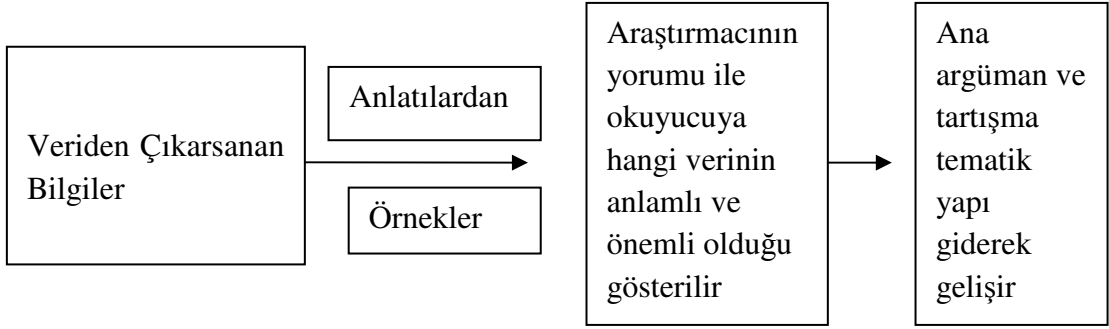 Veriden Çıkarsanan
Bilgiler
Anlatılardan
Örnekler
Araştırmacının
yorumu ile
okuyucuya
hangi verinin
anlamlı ve
önemli olduğu
gösterilir
Ana
argüman ve
tartışma
tematik
yapı
giderek
gelişir